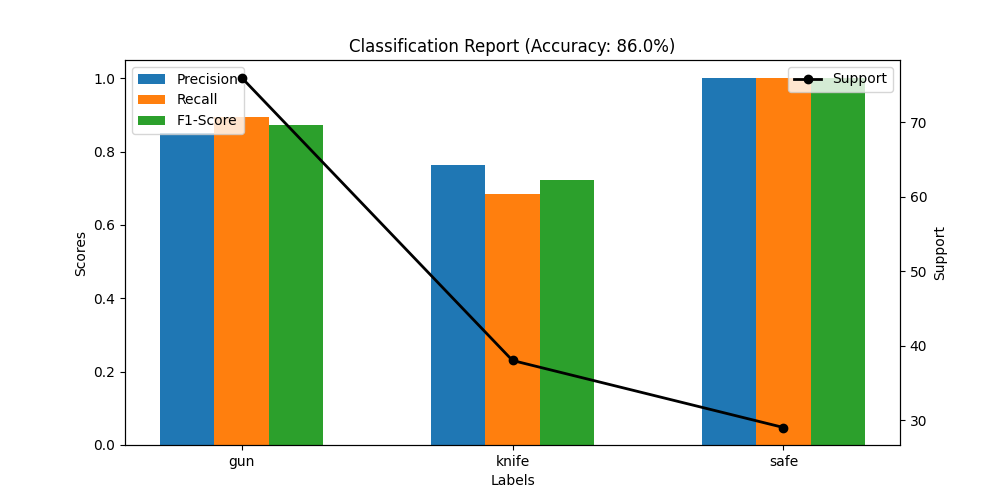 Classification Report (Accuracy: 86.0%)
Precision
Recall
F1-Score
Support
1.0
0.8
0.6
0.4
0.2
0.0
Scores
70
60
50
40
30
Support
gun
knife
safe
Labels